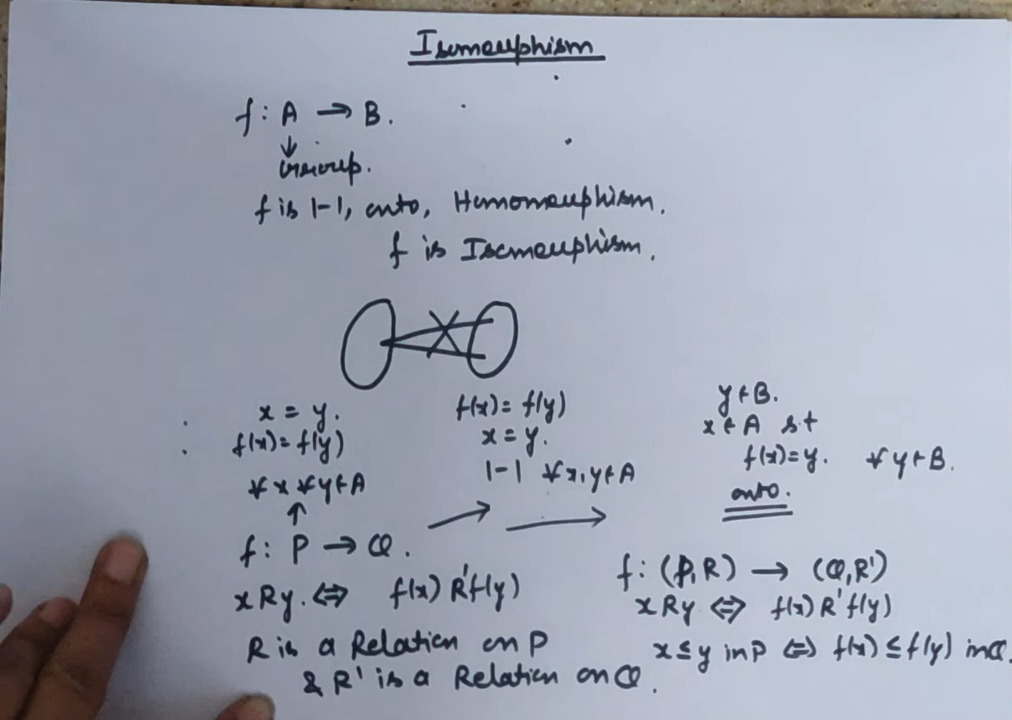 Isomorphism
f: A → B.
↓
Group.
f is 1-1, onto, Homomorphism.
f is Isomorphism.
x = y.
f(x) = f(y)
∀ x ∀ y ∈ A
↑
f(x) = f(y)
x = y.
1-1 ∀ x, y ∈ A
y ∈ B.
x ∈ A s.t
f(x) = y. ∀ y ∈ B.
onto.
f: P → Q.
xRy. ⇔ f(x) R' f(y)
R is a Relation on P
& R' is a Relation on Q.
f: (P, R) → (Q, R')
xRy ⇔ f(x) R' f(y)
x ≤ y in P ⇔ f(x) ≤ f(y) in Q.